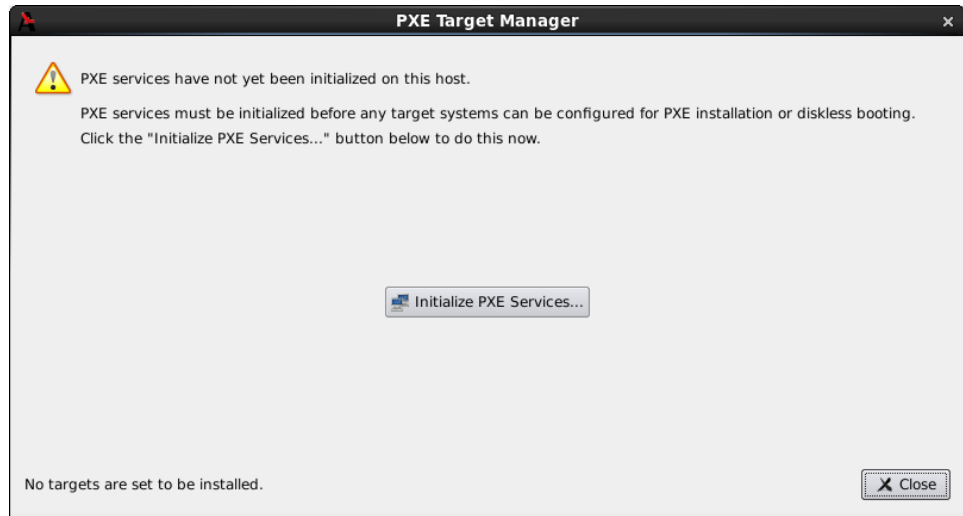 PXE Target Manager
PXE services have not yet been initialized on this host.
PXE services must be initialized before any target systems can be configured for PXE installation or diskless booting.
Click the "Initialize PXE Services..." button below to do this now.
Initialize PXE Services...
No targets are set to be installed.
Close